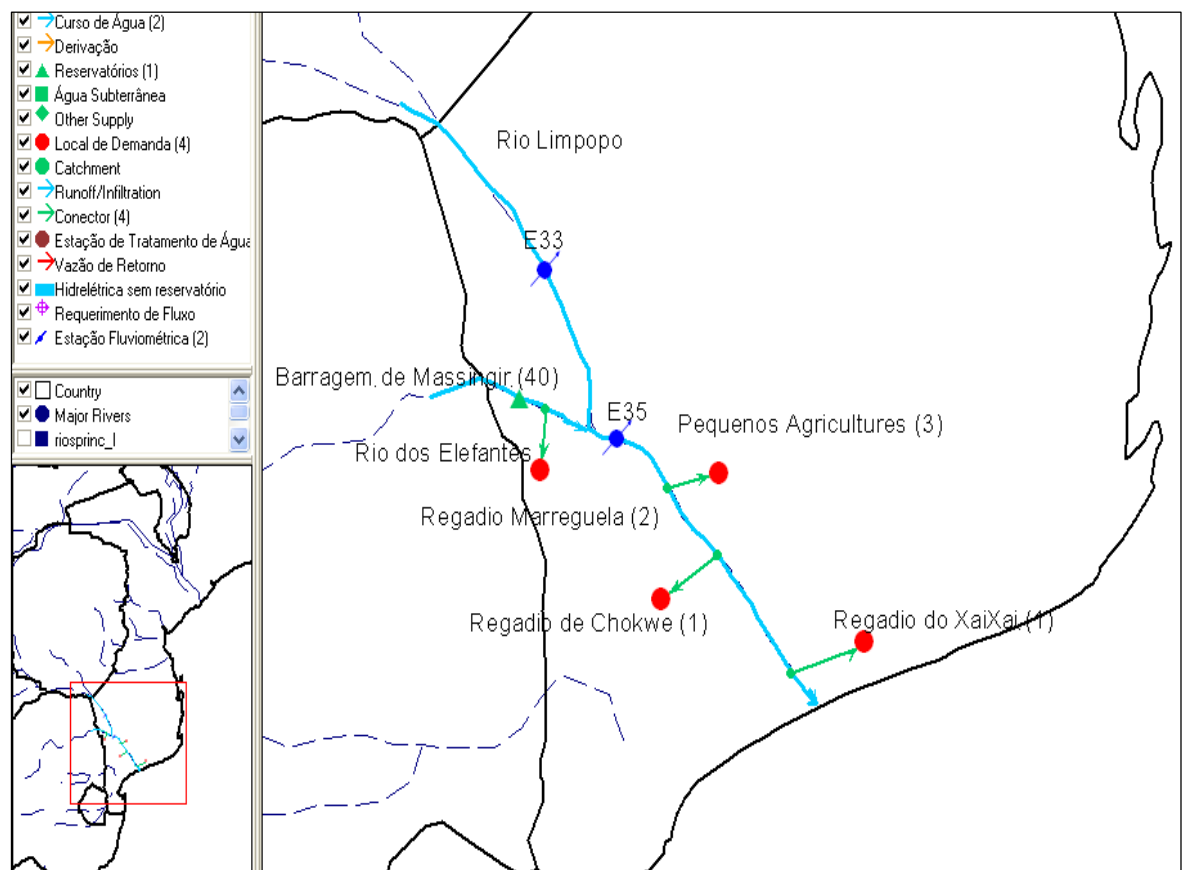 Curso de Água (2)
Derivação
Reservatórios (1)
Água Subterrânea
Other Supply
Local de Demanda (4)
Catchment
Runoff/Infiltration
Conector (4)
Estação de Tratamento de Água
Vazão de Retorno
Hidrelétrica sem reservatório
Requerimento de Fluxo
Estação Fluviométrica (2)
Country
Major Rivers
riosprinc_l
Rio Limpopo
E33
Barragem de Massingir (40)
E35
Pequenos Agricultures (3)
Rio dos Elefantes
Regadio Marreguela (2)
Regadio de Chokwe (1)
Regadio do XaiXai (1)